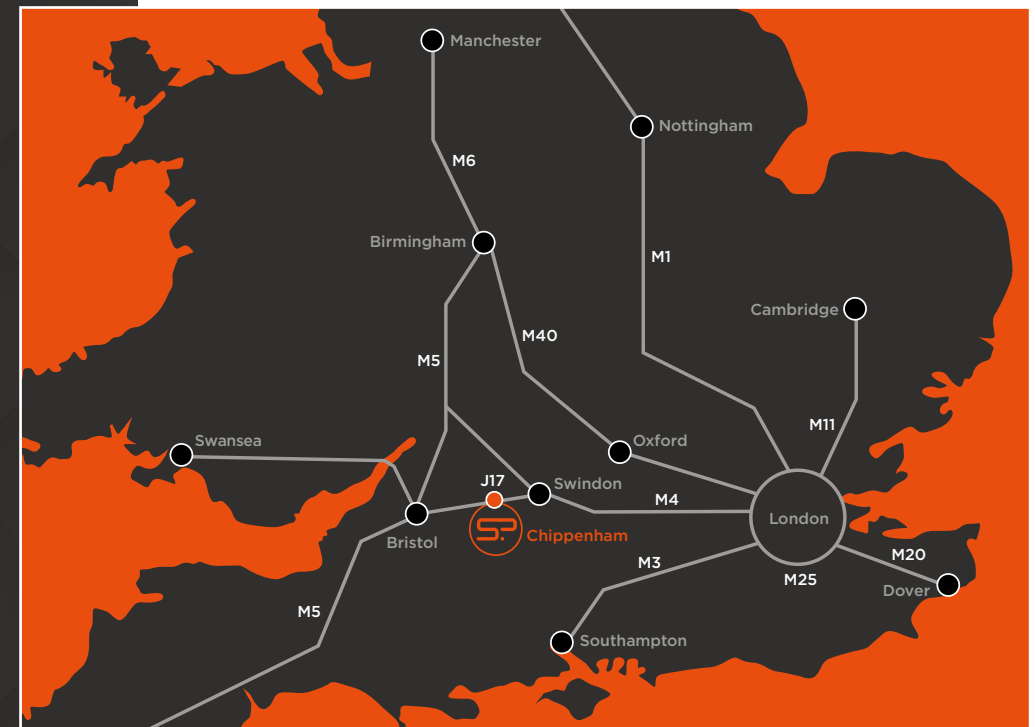 Manchester
Nottingham
M6
Birmingham
M1
Cambridge
M40
M5
M11
Swansea
Oxford
J17
Swindon
M4
London
Bristol
SP
Chippenham
M3
M20
M25
Dover
M5
Southampton